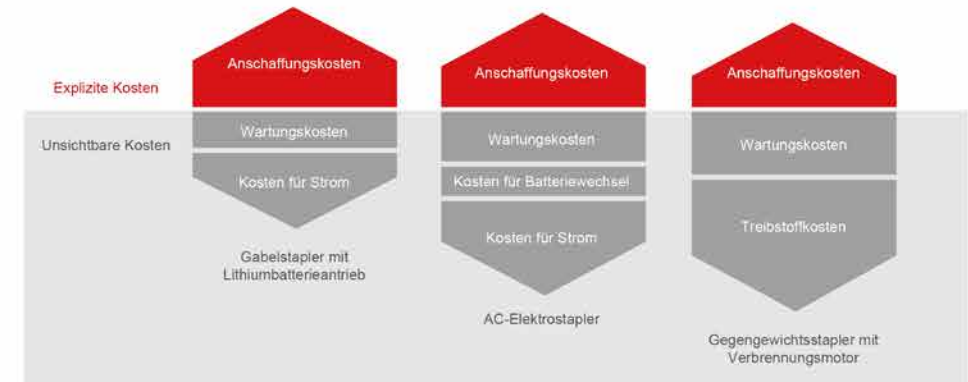 Explizite Kosten
Unsichtbare Kosten
Anschaffungskosten
Wartungskosten
Kosten für Strom
Gabelstapler mit
Lithiumbatterieantrieb
Anschaffungskosten
Wartungskosten
Kosten für Batteriewechsel
Kosten für Strom
AC-Elektrostapler
Anschaffungskosten
Wartungskosten
Treibstoffkosten
Gegengewichtsstapler mit
Verbrennungsmotor